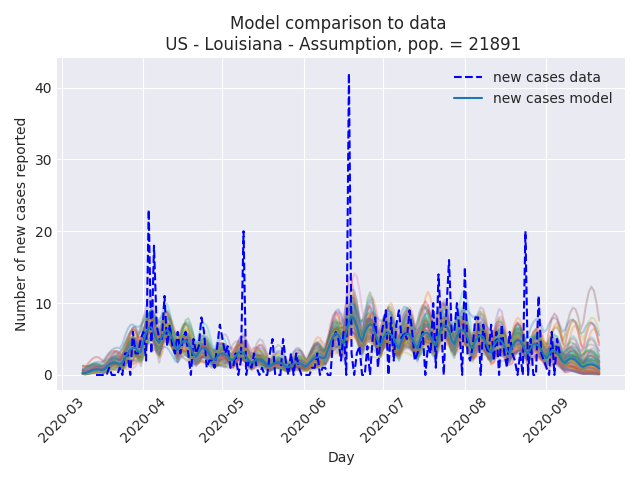 Model comparison to data
US - Louisiana - Assumption, pop. = 21891
new cases data
new cases model
Number of new cases reported
40
30
20
10
0
2020-03
2020-04
2020-05
2020-06
2020-07
2020-08
2020-09
Day